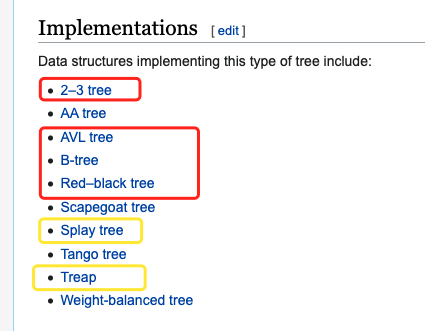 Implementations [ edit ]
Data structures implementing this type of tree include:
• 2–3 tree
• AA tree
• AVL tree
• B-tree
• Red–black tree
• Scapegoat tree
• Splay tree
• Tango tree
• Treap
• Weight-balanced tree